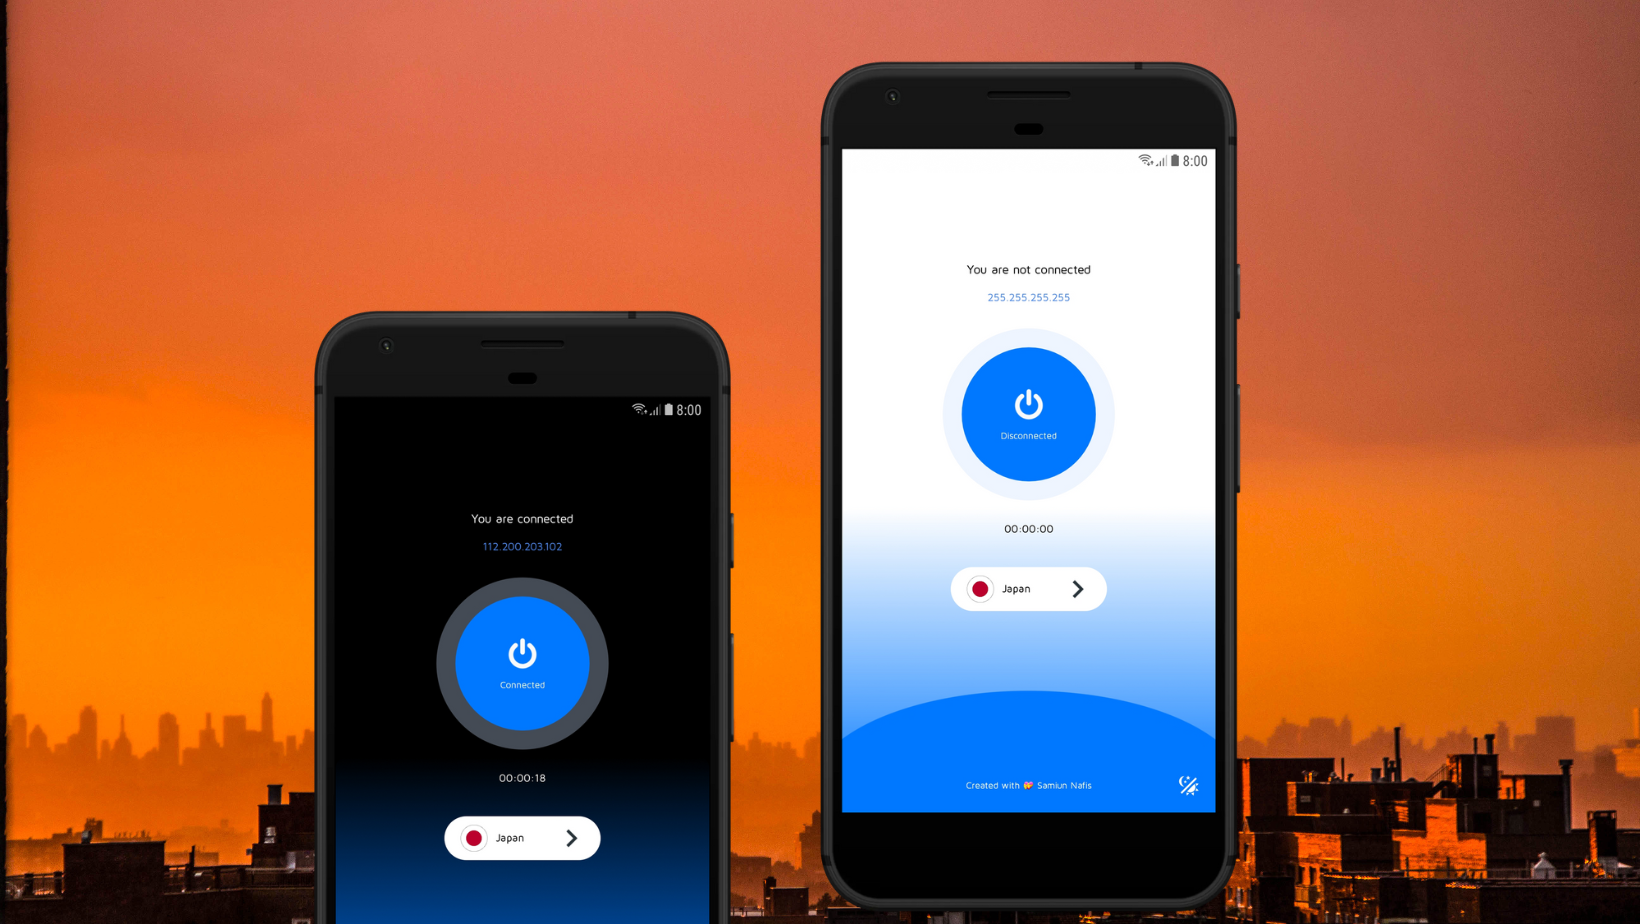 8:00
You are connected
112.200.203.102
Connected
00:00:18
Japan
8:00
You are not connected
255.255.255.255
Disconnected
00:00:00
Japan
Created with 💝 Samiun Nafis